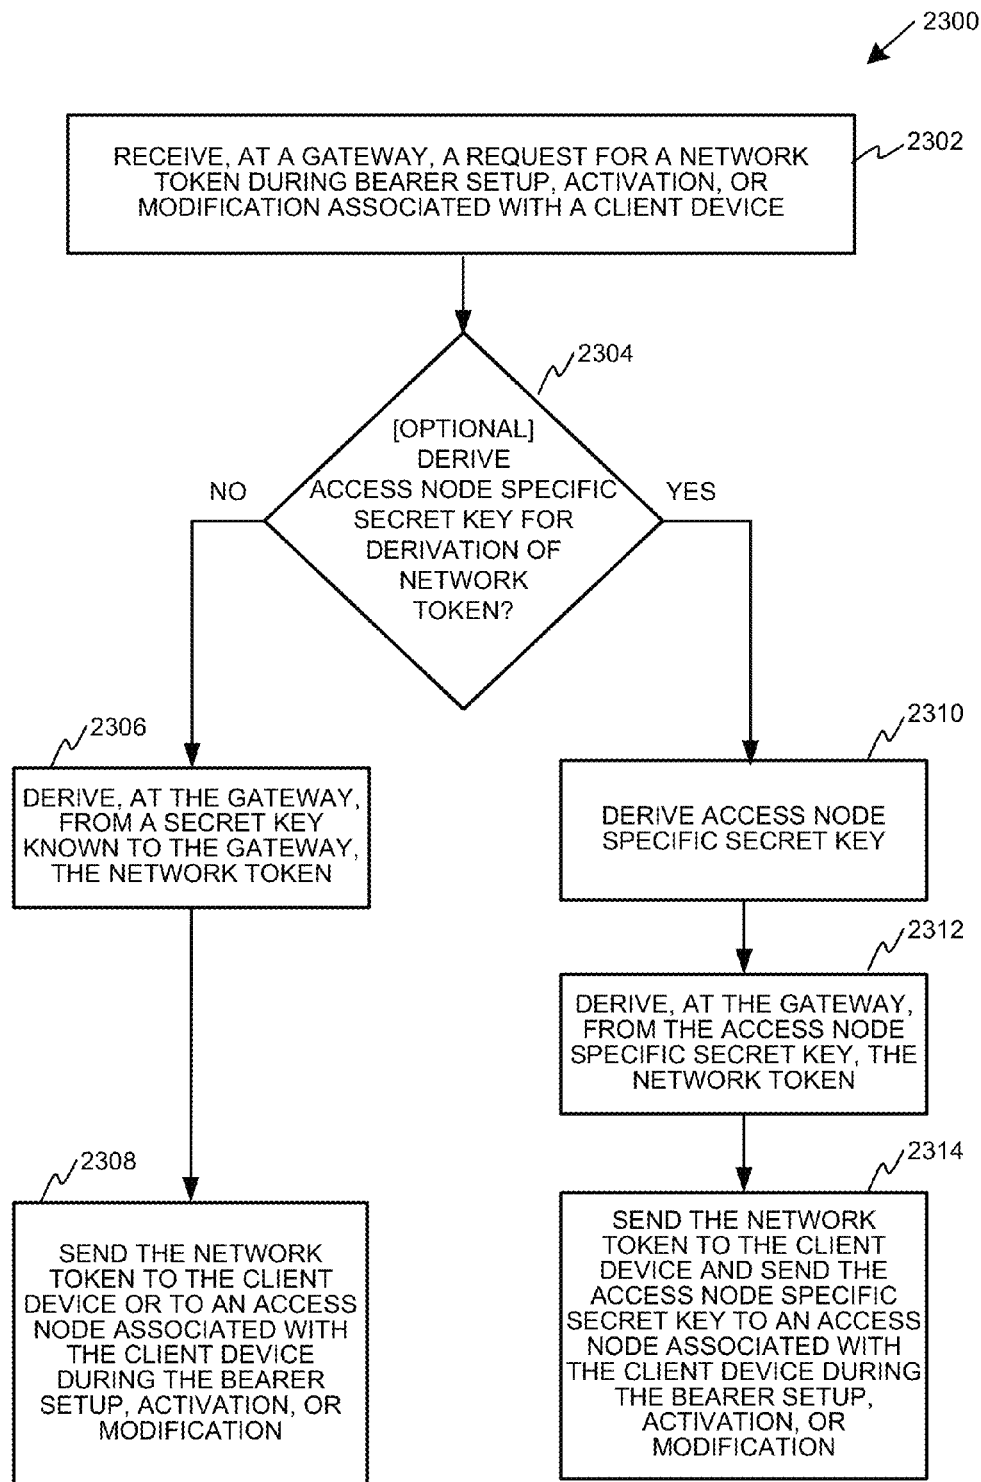 2300
RECEIVE, AT A GATEWAY, A REQUEST FOR A NETWORK
TOKEN DURING BEARER SETUP, ACTIVATION, OR
MODIFICATION ASSOCIATED WITH A CLIENT DEVICE
2302
2304
[OPTIONAL]
DERIVE
ACCESS NODE SPECIFIC
SECRET KEY FOR
DERIVATION OF
NETWORK
TOKEN?
NO
YES
2306
DERIVE, AT THE GATEWAY,
FROM A SECRET KEY
KNOWN TO THE GATEWAY,
THE NETWORK TOKEN
2310
DERIVE ACCESS NODE
SPECIFIC SECRET KEY
2312
DERIVE, AT THE GATEWAY,
FROM THE ACCESS NODE
SPECIFIC SECRET KEY, THE
NETWORK TOKEN
2308
SEND THE NETWORK
TOKEN TO THE CLIENT
DEVICE OR TO AN ACCESS
NODE ASSOCIATED WITH
THE CLIENT DEVICE
DURING THE BEARER
SETUP, ACTIVATION, OR
MODIFICATION
2314
SEND THE NETWORK
TOKEN TO THE CLIENT
DEVICE AND SEND THE
ACCESS NODE SPECIFIC
SECRET KEY TO AN ACCESS
NODE ASSOCIATED WITH
THE CLIENT DEVICE DURING
THE BEARER SETUP,
ACTIVATION, OR
MODIFICATION